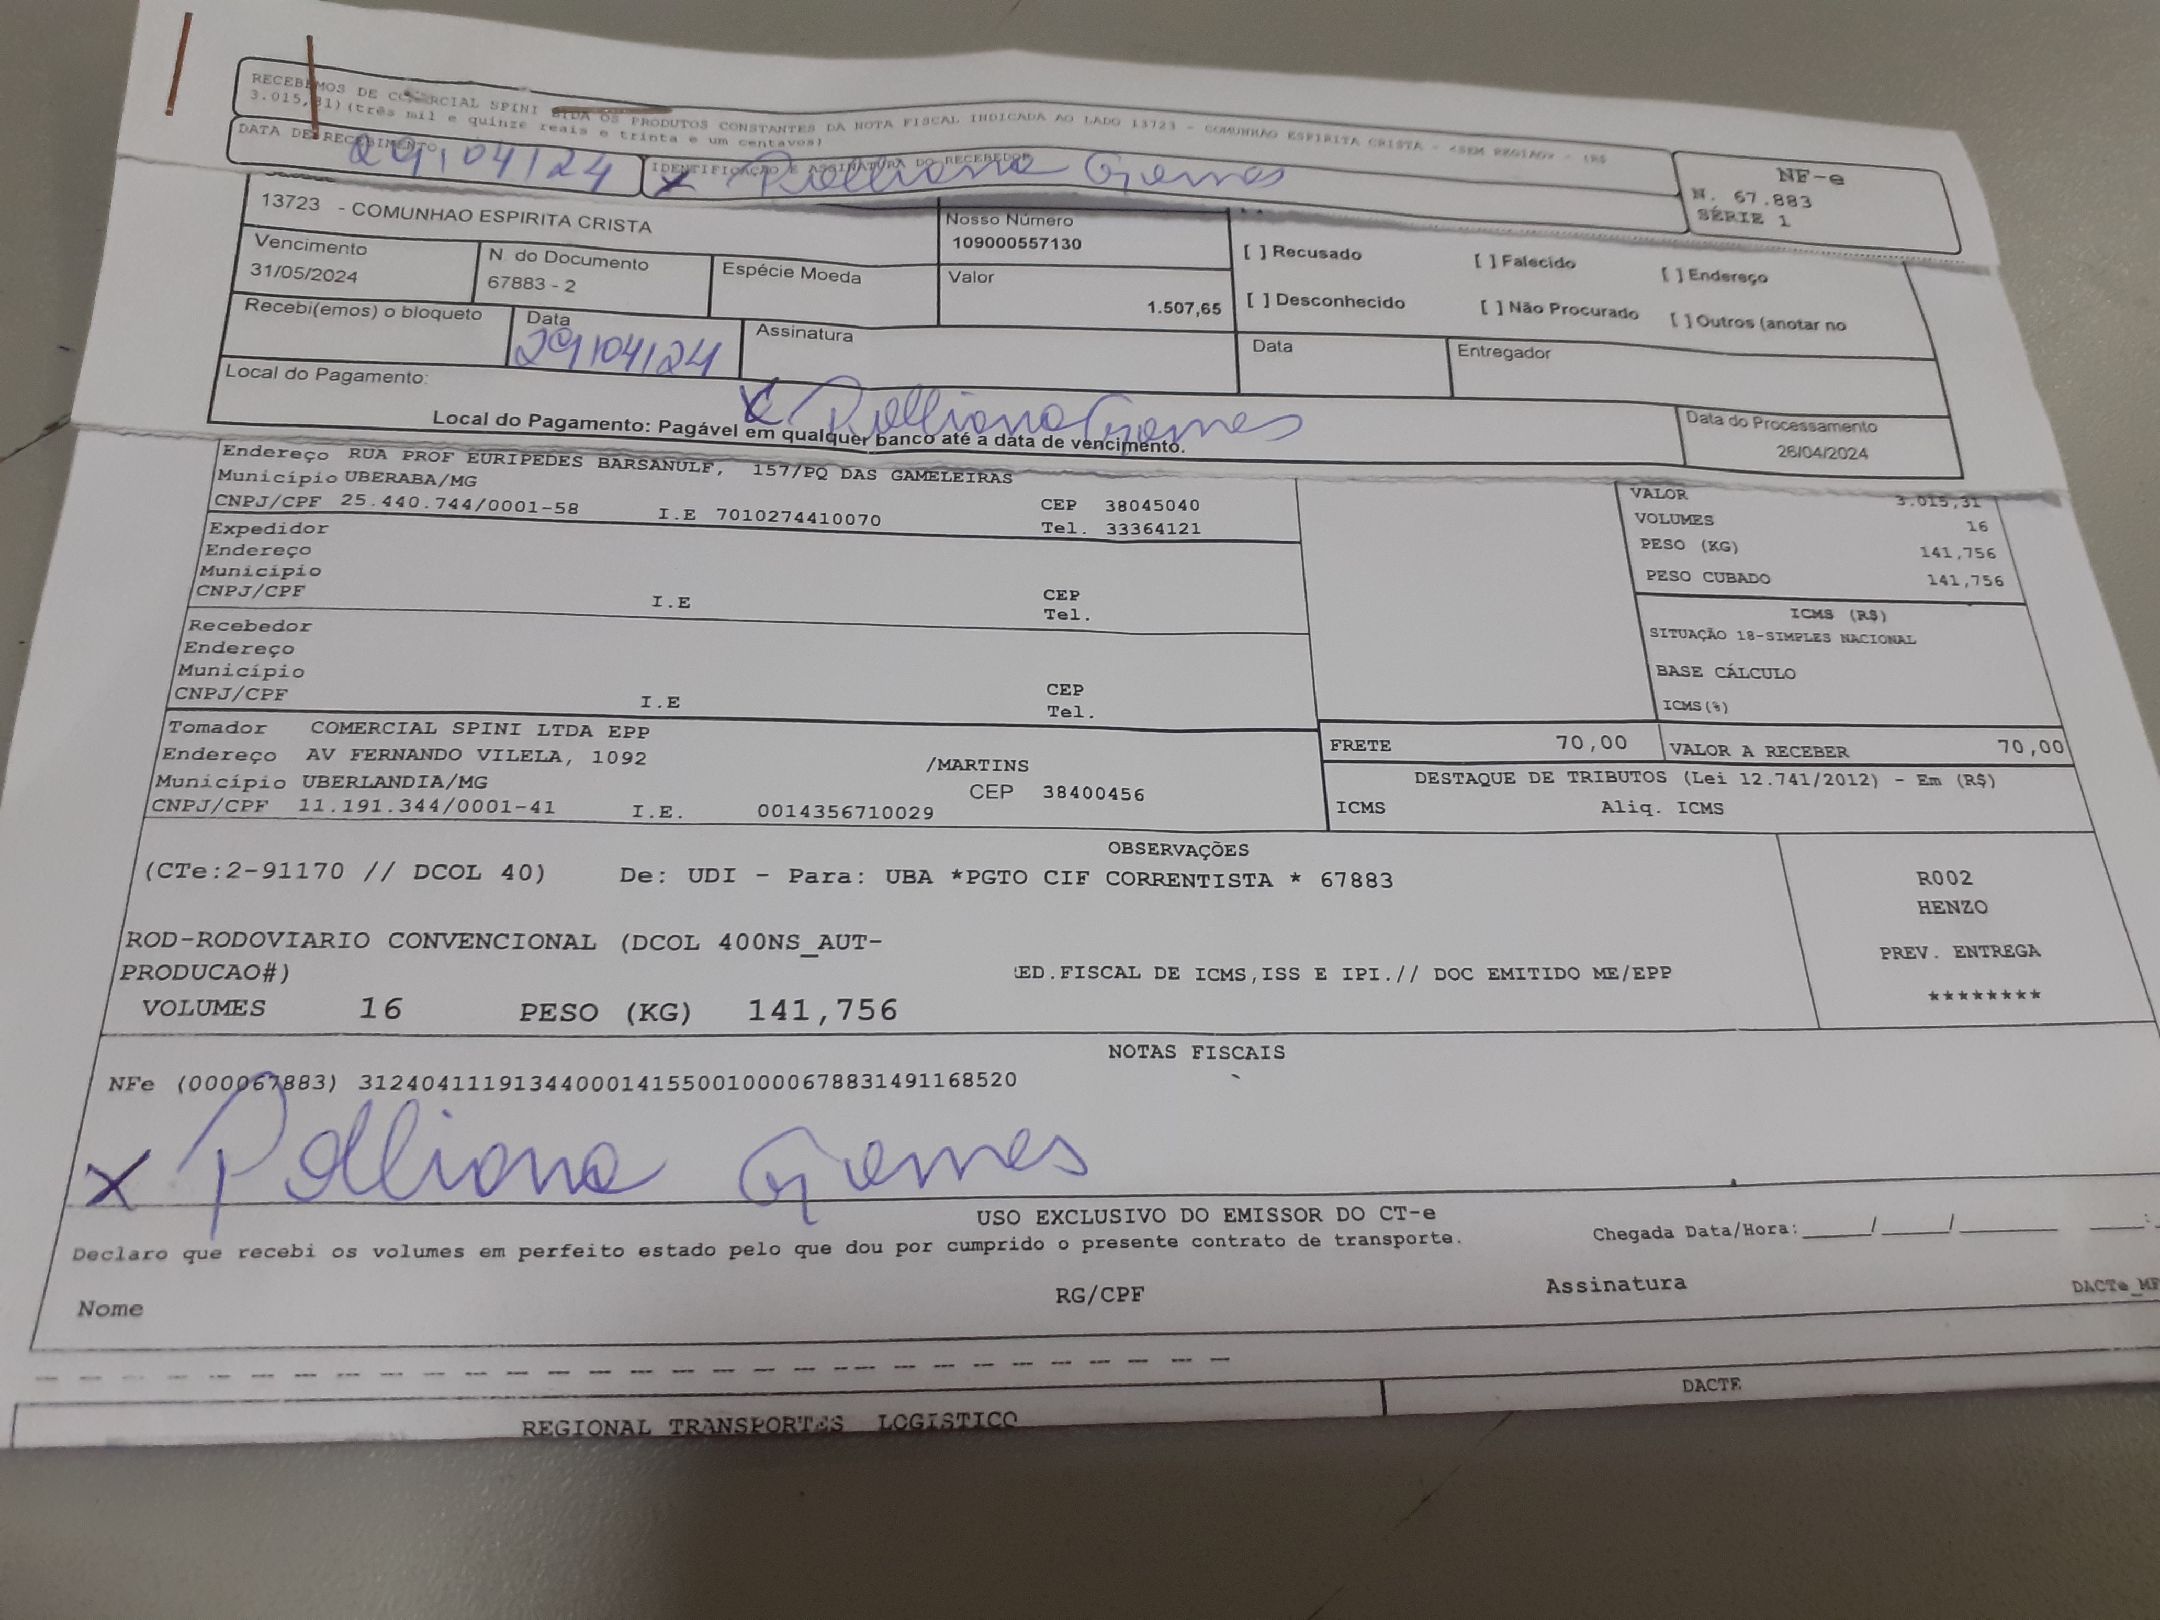 RECEBEMOS DE COMERCIAL SPINI LTDA OS PRODUTOS CONSTANTES DA NOTA FISCAL INDICADA AO LADO 13723 - COMUNHAO ESPIRITA CRISTA - <SEM REGIAO> - (R$
3.015,31)(três mil e quinze reais e trinta e um centavos)
NF-e
N. 67.883
SÉRIE 1
DATA DE RECEBIMENTO
29/04/24
IDENTIFICAÇÃO E ASSINATURA DO RECEBEDOR
X Polliana Gomes
13723 - COMUNHAO ESPIRITA CRISTA
Nosso Número
109000557130
[ ] Recusado [ ] Falecido [ ] Endereço
Vencimento
31/05/2024
N. do Documento
67883 - 2
Espécie Moeda
Valor
1.507,65
[ ] Desconhecido [ ] Não Procurado [ ] Outros (anotar no
Recebi(emos) o bloqueto
Data
29/04/24
Assinatura
X Polliana Gomes
Data
Entregador
Local do Pagamento:
Local do Pagamento: Pagável em qualquer banco até a data de vencimento.
Data do Processamento
26/04/2024
Endereço RUA PROF EURIPEDES BARSANULF, 157/PQ DAS GAMELEIRAS
Município UBERABA/MG CEP 38045040
CNPJ/CPF 25.440.744/0001-58 I.E 7010274410070 Tel. 33364121
VALOR 3.015,31
VOLUMES 16
PESO (KG) 141,756
PESO CUBADO 141,756
Expedidor
Endereço
Município CEP
CNPJ/CPF I.E Tel.
ICMS (R$)
SITUAÇÃO 18-SIMPLES NACIONAL
BASE CÁLCULO
ICMS(%)
Recebedor
Endereço
Município CEP
CNPJ/CPF I.E Tel.
Tomador COMERCIAL SPINI LTDA EPP
Endereço AV FERNANDO VILELA, 1092 /MARTINS
Município UBERLANDIA/MG CEP 38400456
CNPJ/CPF 11.191.344/0001-41 I.E. 0014356710029
FRETE 70,00 VALOR A RECEBER 70,00
DESTAQUE DE TRIBUTOS (Lei 12.741/2012) - Em (R$)
ICMS Aliq. ICMS
OBSERVAÇÕES
(CTe:2-91170 // DCOL 40) De: UDI - Para: UBA *PGTO CIF CORRENTISTA * 67883
R002
HENZO
PREV. ENTREGA
********
ROD-RODOVIARIO CONVENCIONAL (DCOL 400NS_AUT-
PRODUCAO#) ED.FISCAL DE ICMS,ISS E IPI.// DOC EMITIDO ME/EPP
VOLUMES 16 PESO (KG) 141,756
NOTAS FISCAIS
NFe (000067883) 31240411191344000141550010000678831491168520
X Polliana Gomes
USO EXCLUSIVO DO EMISSOR DO CT-e
Declaro que recebi os volumes em perfeito estado pelo que dou por cumprido o presente contrato de transporte.
Chegada Data/Hora:____/____/______ ____:
Nome RG/CPF Assinatura
DACTe_MF
REGIONAL TRANSPORTES LOGISTICO
DACTE